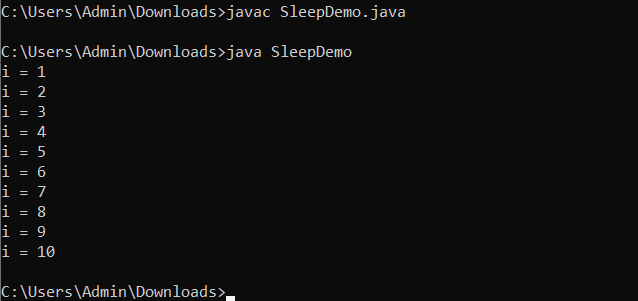 C:\Users\Admin\Downloads>javac SleepDemo.java
C:\Users\Admin\Downloads>java SleepDemo
i = 1
i = 2
i = 3
i = 4
i = 5
i = 6
i = 7
i = 8
i = 9
i = 10
C:\Users\Admin\Downloads>